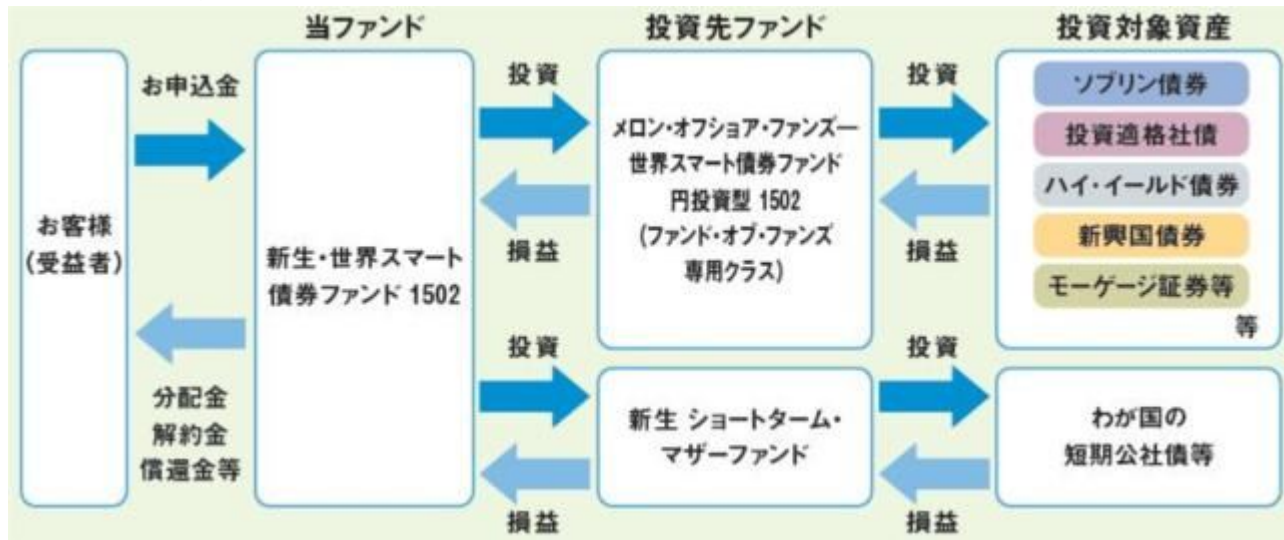 当ファンド
投資先ファンド
投資対象資産
お客様
(受益者)
お申込金
分配金
解約金
償還金等
新生・世界スマート
債券ファンド 1502
投資
損益
メロン・オフショア・ファンズー
世界スマート債券ファンド
円投資型 1502
(ファンド・オブ・ファンズ
専用クラス)
投資
損益
ソブリン債券
投資適格社債
ハイ・イールド債券
新興国債券
モーゲージ証券等
等
投資
損益
新生 ショートターム・
マザーファンド
投資
損益
わが国の
短期公社債等